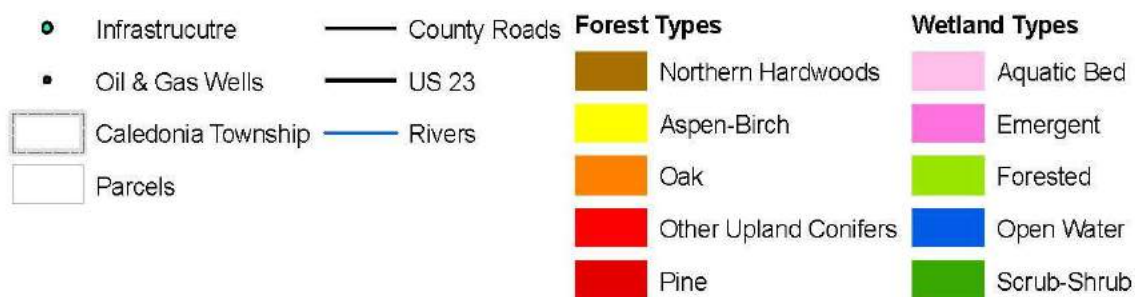 Infrastrucutre
Oil & Gas Wells
Caledonia Township
Parcels
County Roads
US 23
Rivers
Forest Types
Northern Hardwoods
Aspen-Birch
Oak
Other Upland Conifers
Pine
Wetland Types
Aquatic Bed
Emergent
Forested
Open Water
Scrub-Shrub